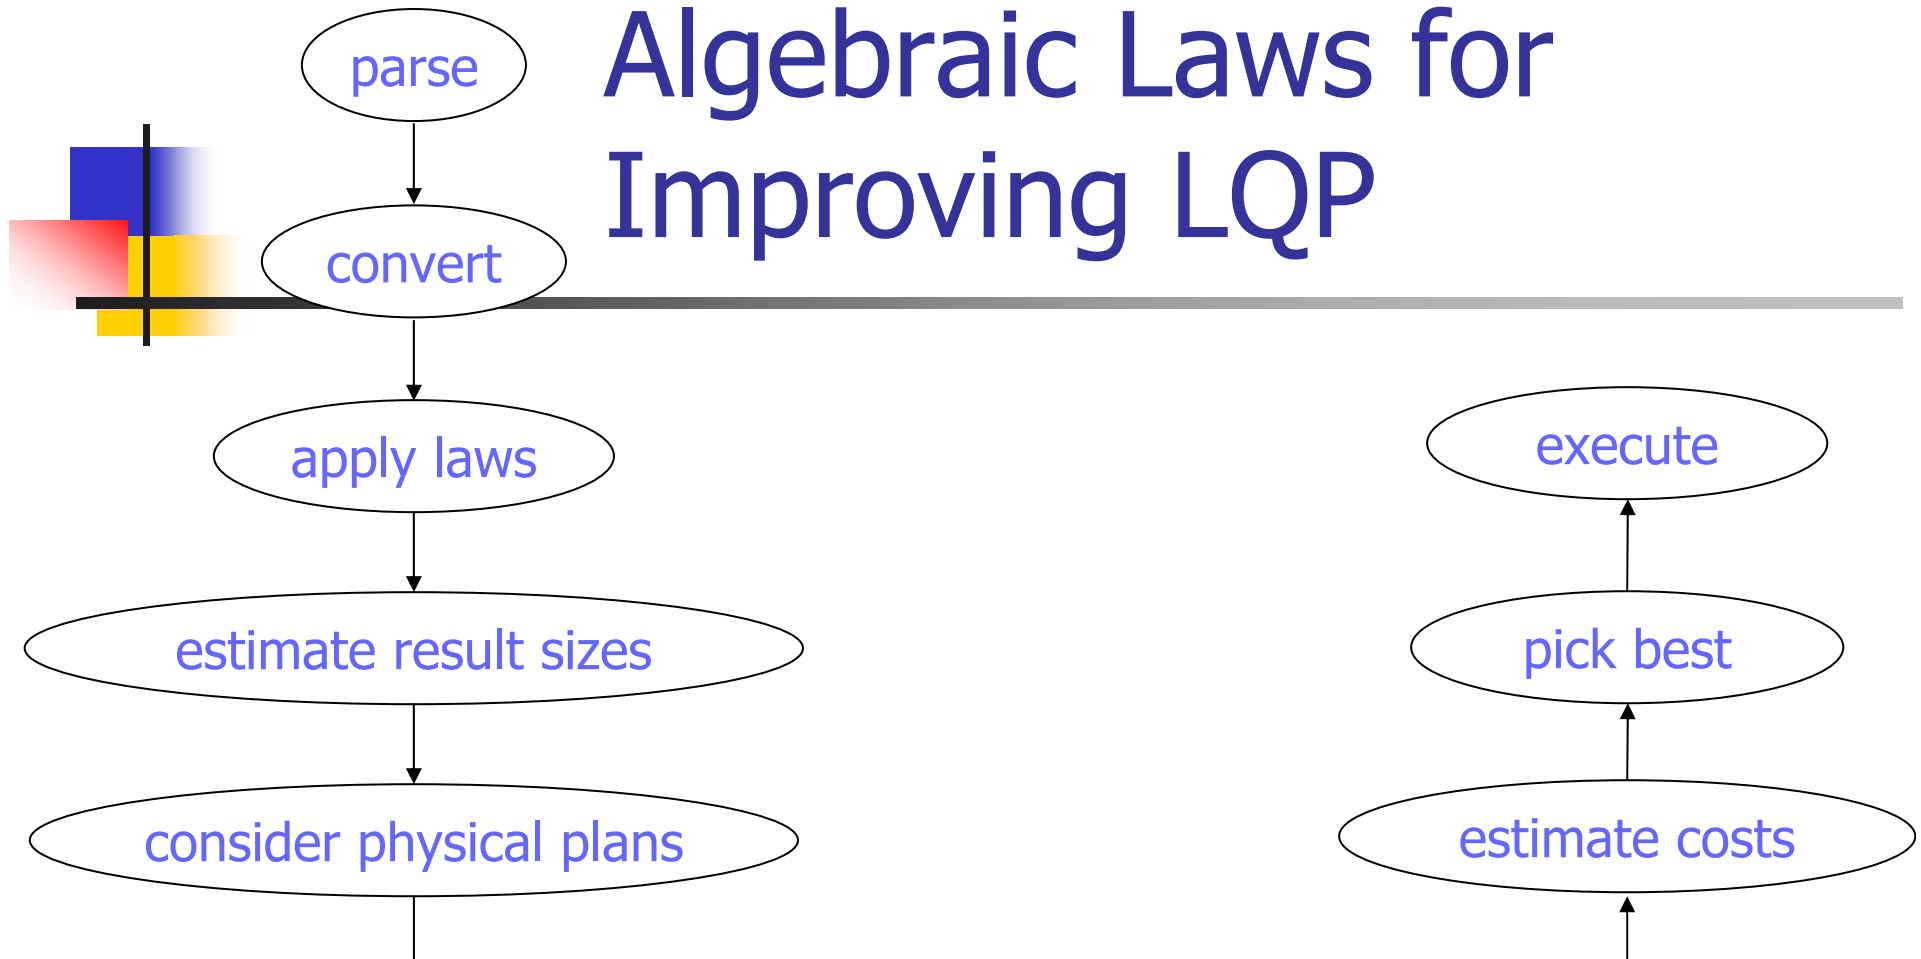 Algebraic Laws for
Improving LQP
parse
convert
apply laws
estimate result sizes
consider physical plans
estimate costs
pick best
execute